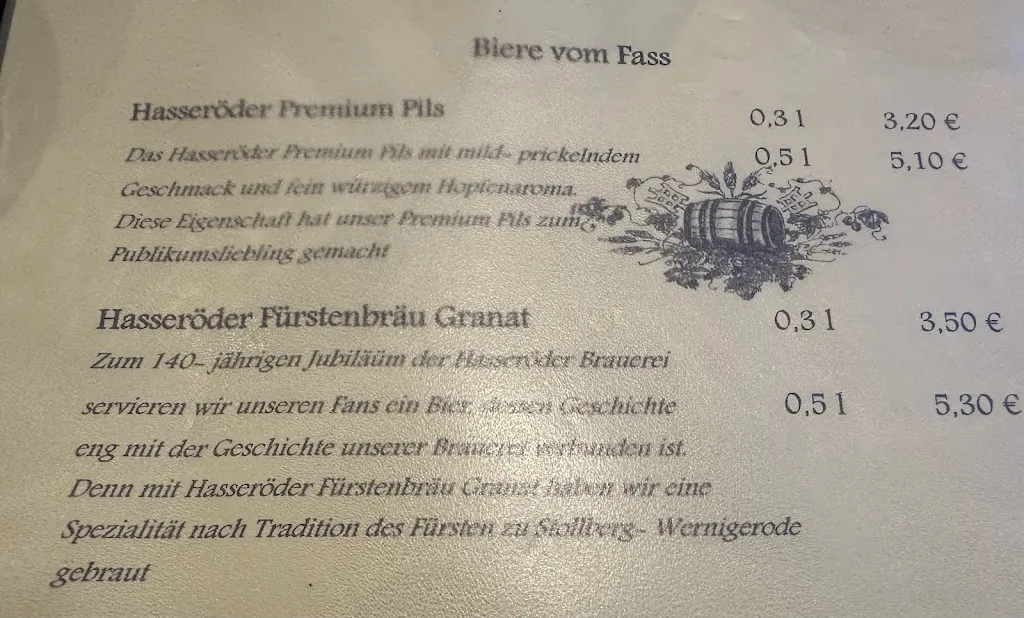 Biere vom Fass
Hasseröder Premium Pils 0,3 l 3,20 €
Das Hasseröder Premium Pils mit mild- prickelndem 0,5 l 5,10 €
Geschmack und fein würzigem Hopfenaroma.
Diese Eigenschaft hat unser Premium Pils zum
Publikumsliebling gemacht
Hasseröder Fürstenbräu Granat 0,3 l 3,50 €
Zum 140- jährigen Jubiläüm der Hasseröder Brauerei
servieren wir unseren Fans ein Bier, dessen Geschichte 0,5 l 5,30 €
eng mit der Geschichte unserer Brauerei verbunden ist.
Denn mit Hasseröder Fürstenbräu Granat haben wir eine
Spezialität nach Tradition des Fürsten zu Stollberg- Wernigerode
gebraut